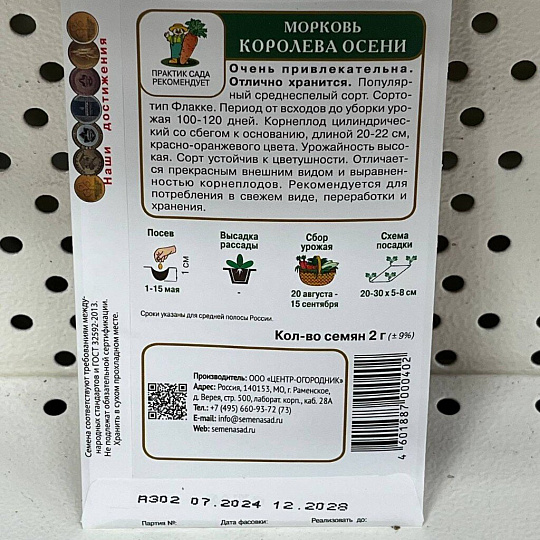 МОРКОВЬ
КОРОЛЕВА ОСЕНИ
ПРАКТИК САДА
РЕКОМЕНДУЕТ
Очень привлекательна.
Отлично хранится. Популяр-
ный среднеспелый сорт. Сорто-
тип Флакке. Период от всходов до уборки уро-
жая 100-120 дней. Корнеплод цилиндричес-
кий со сбегом к основанию, длиной 20-22 см,
красно-оранжевого цвета. Урожайность высо-
кая. Сорт устойчив к цветушности. Отличает-
ся прекрасным внешним видом и выравнен-
ностью корнеплодов. Рекомендуется для
потребления в свежем виде, переработки и
хранения.
Наши достижения
Посев
1 см
1-15 мая
Высадка
рассады
-
Сбор
урожая
20 августа -
15 сентября
Схема
посадки
20-30 x 5-8 см
Сроки указаны для средней полосы России.
Кол-во семян 2 г (± 9%)
Семена соответствуют требованиям между-
народных стандартов и ГОСТ 32592-2013.
Не подлежат обязательной сертификации.
Хранить в сухом прохладном месте.
Производитель: ООО «ЦЕНТР-ОГОРОДНИК»
Адрес: Россия, 140153, МО, г. Раменское,
д. Верея, стр. 500, лаборат. корп., каб. 28А
Тел.: +7 (495) 660-93-72 (73)
E-mail: info@semenasad.ru
Web: semenasad.ru
4 601887 000402
А302 07.2024 12.2028
Партия №: Дата фасовки: Реализовать до: